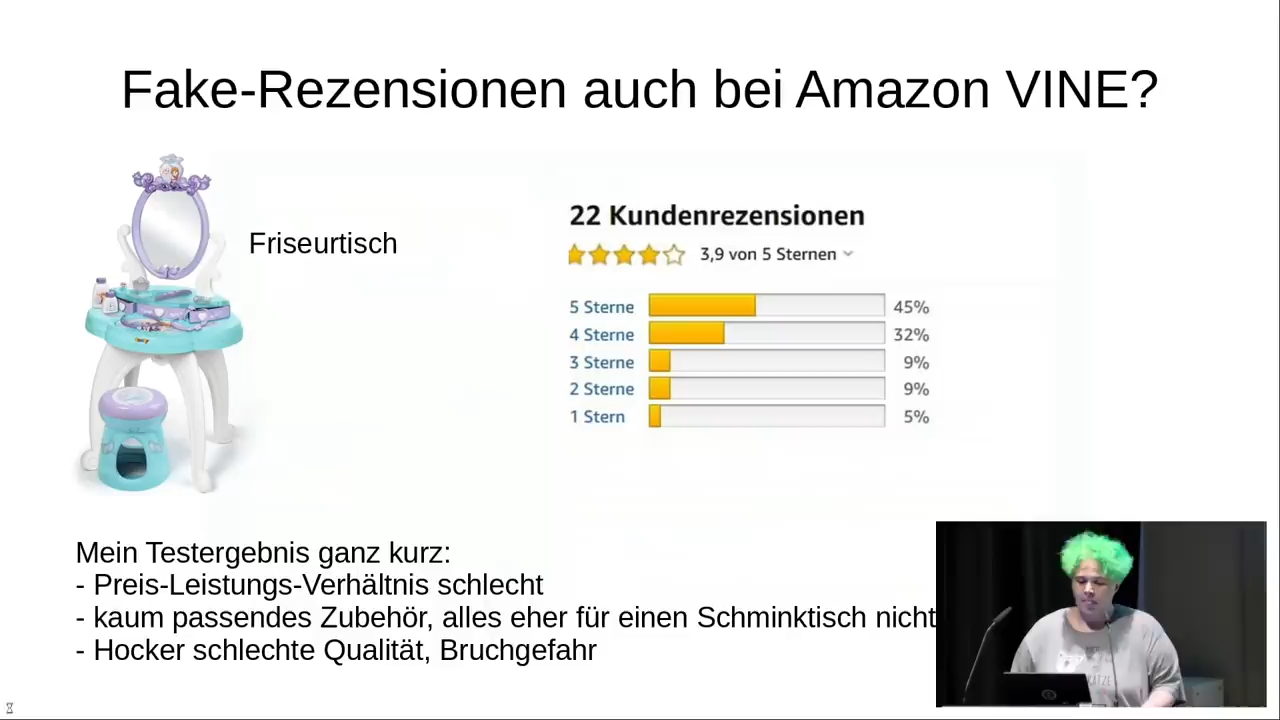 Fake-Rezensionen auch bei Amazon VINE?
Friseurtisch
22 Kundenrezensionen
3,9 von 5 Sternen
5 Sterne 45%
4 Sterne 32%
3 Sterne 9%
2 Sterne 9%
1 Stern 5%
Mein Testergebnis ganz kurz:
- Preis-Leistungs-Verhältnis schlecht
- kaum passendes Zubehör, alles eher für einen Schminktisch nicht
- Hocker schlechte Qualität, Bruchgefahr